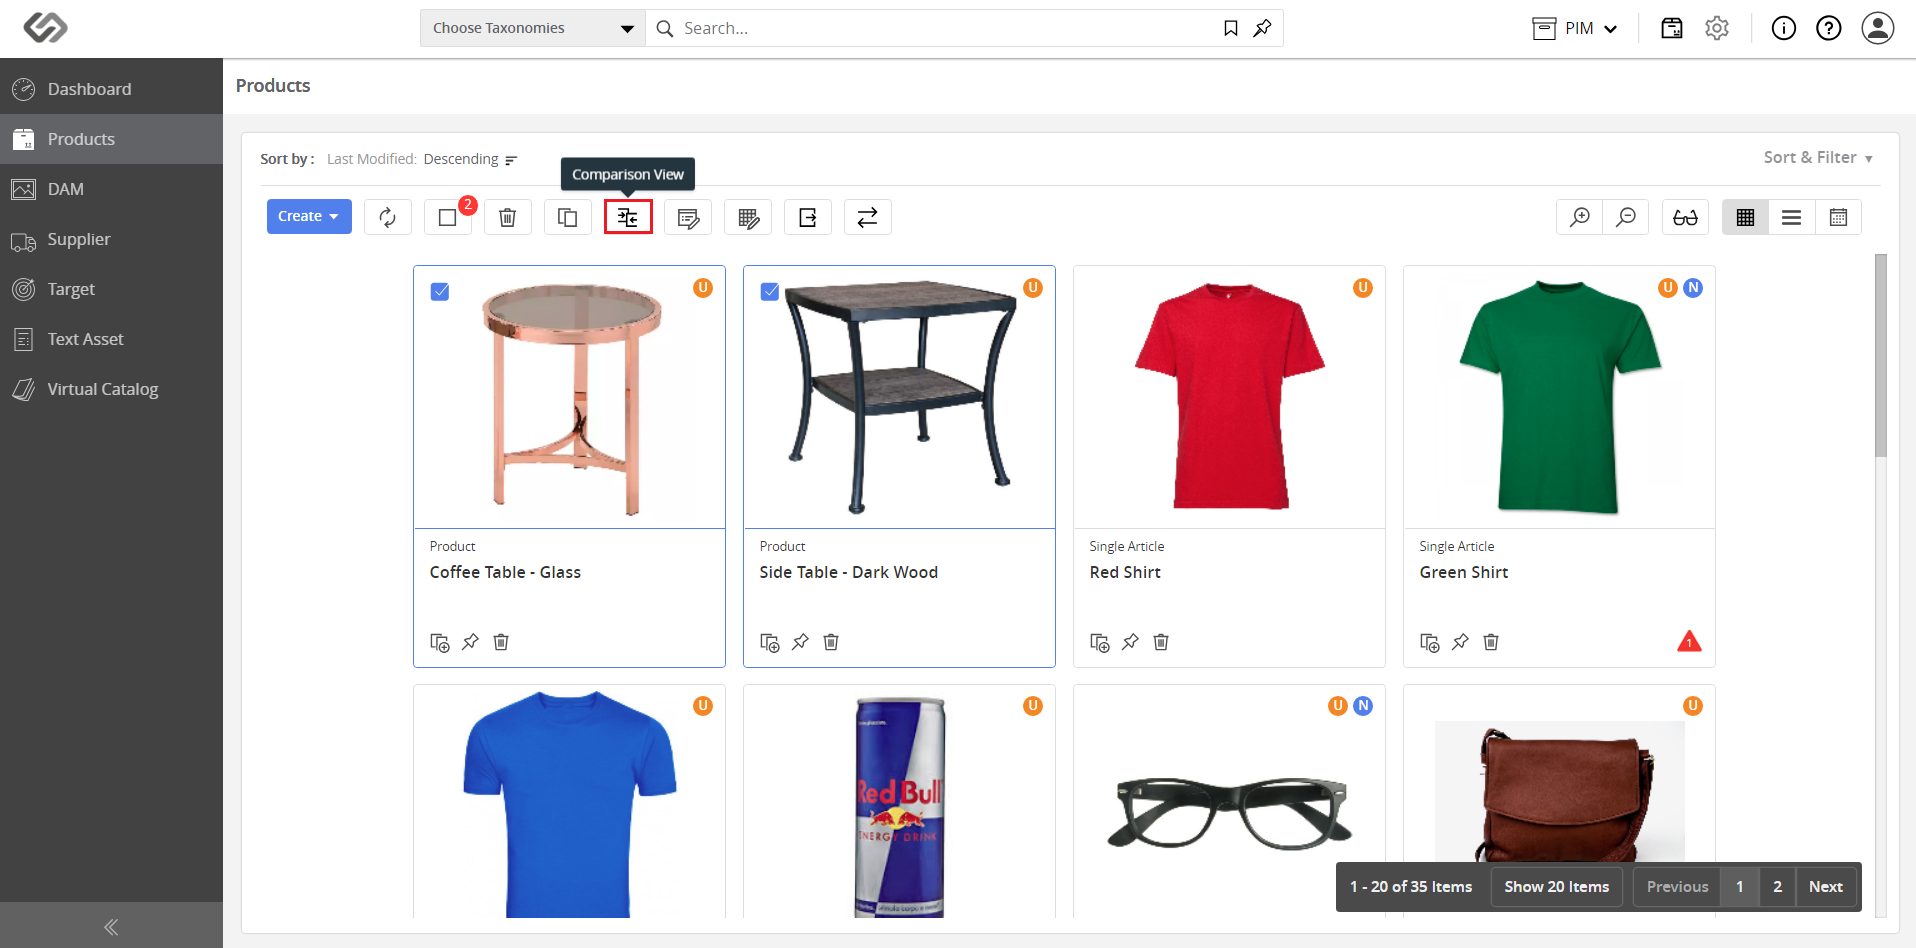 Choose Taxonomies
Search...
PIM
Dashboard
Products
DAM
Supplier
Target
Text Asset
Virtual Catalog
Products
Sort by :
Last Modified: Descending
Sort & Filter
Comparison View
Create
2
U
U
U
U N
Product
Coffee Table - Glass
Product
Side Table - Dark Wood
Single Article
Red Shirt
Single Article
Green Shirt
1
U
U
U N
U
Red Bull
ENERGY DRINK
1 - 20 of 35 Items
Show 20 Items
Previous
1
2
Next